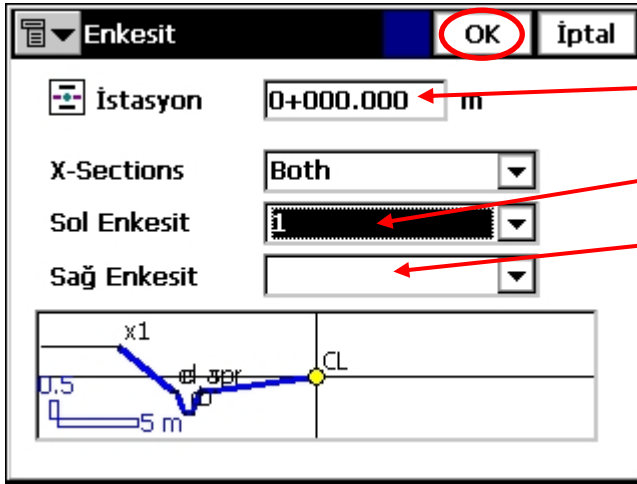 Enkesit OK İptal
İstasyon 0+000.000 m
X-Sections Both
Sol Enkesit 1
Sağ Enkesit
x1
CL
0.5
5 m